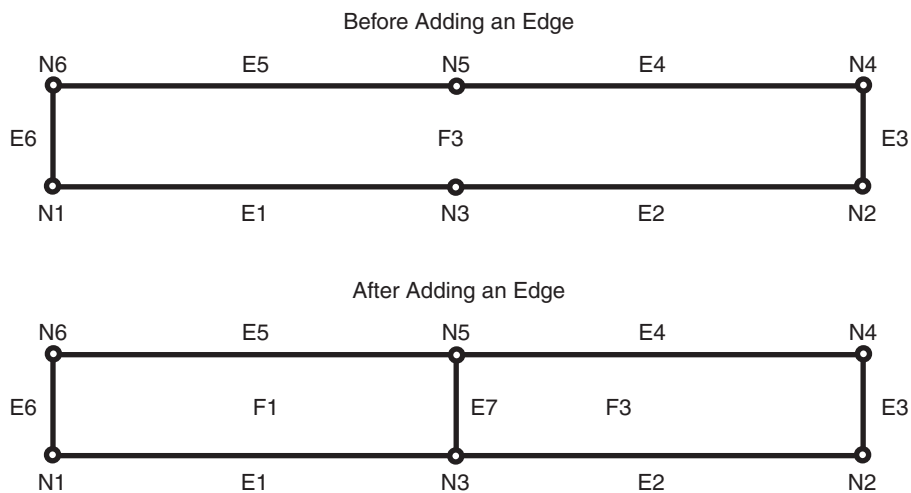 Before Adding an Edge
N6 E5 N5 E4 N4
E6 F3 E3
N1 E1 N3 E2 N2
After Adding an Edge
N6 E5 N5 E4 N4
E6 F1 E7 F3 E3
N1 E1 N3 E2 N2